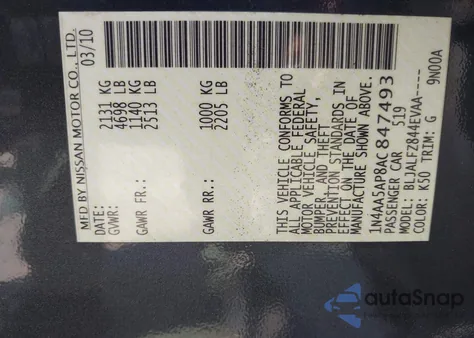 MFD BY NISSAN MOTOR CO., LTD.
DATE: 03/10
GVWR: 2131 KG
4698 LB
GAWR FR.: 1140 KG
2513 LB
GAWR RR.: 1000 KG
2205 LB
THIS VEHICLE CONFORMS TO
ALL APPLICABLE FEDERAL
MOTOR VEHICLE SAFETY,
BUMPER, AND THEFT
PREVENTION STANDARDS IN
EFFECT ON THE DATE OF
MANUFACTURE SHOWN ABOVE.
1N4AA5AP8AC847493
PASSENGER CAR 519
MODEL: BLJALF2844EVAA-----
COLOR: K50 TRIM: G 9N00A
autoSnap